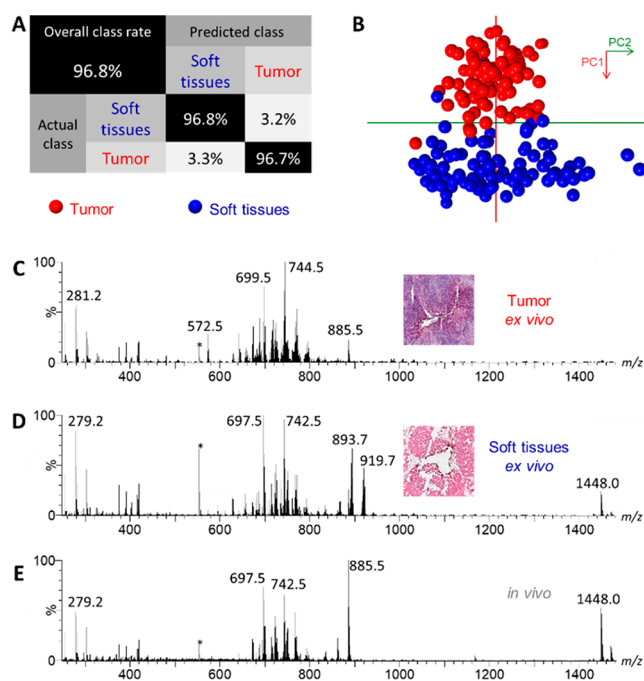 A
Overall class rate
Predicted class
96.8%
Soft
tissues
Tumor
Actual
class
Soft
tissues
96.8%
3.2%
Tumor
3.3%
96.7%
Tumor
Soft tissues
B
PC2
PC1
C
100
%
0
281.2
572.5
*
699.5
744.5
885.5
Tumor
ex vivo
400
600
800
1000
1200
1400
m/z
D
100
%
0
279.2
*
697.5
742.5
893.7
919.7
1448.0
Soft tissues
ex vivo
400
600
800
1000
1200
1400
m/z
E
100
%
0
279.2
*
697.5
742.5
885.5
1448.0
in vivo
400
600
800
1000
1200
1400
m/z